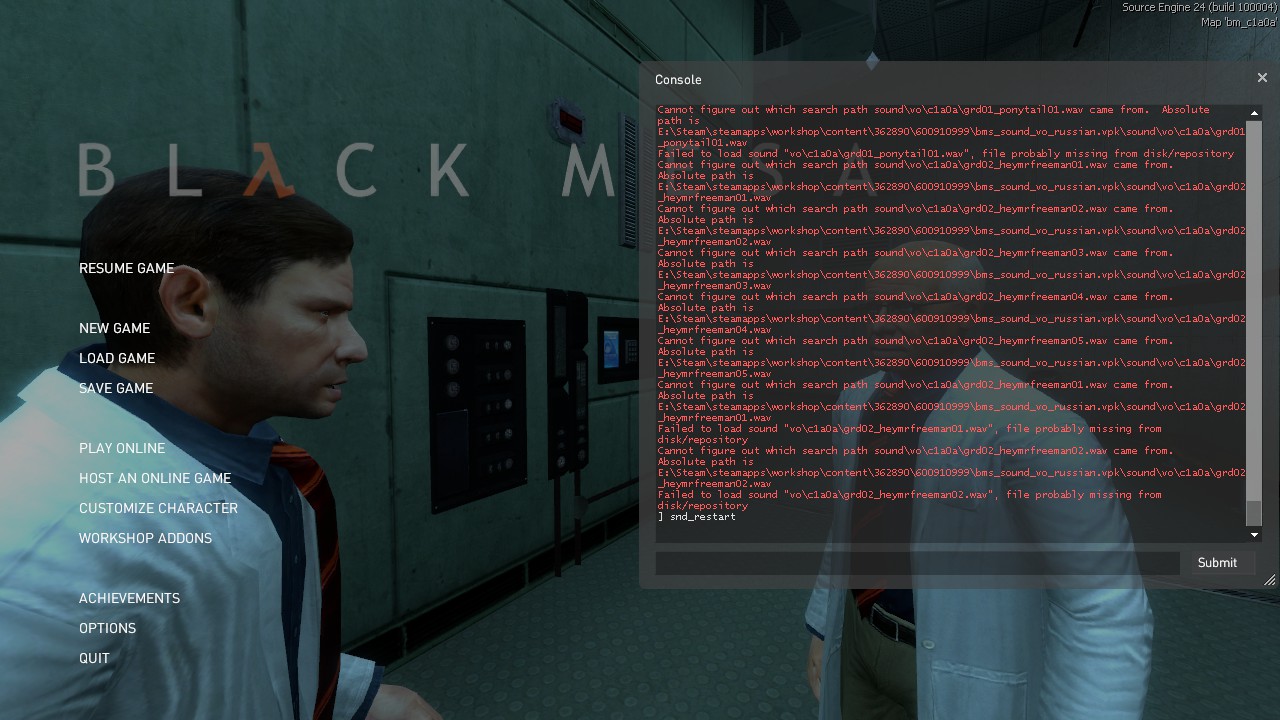 Source Engine 24 (build 100004)
Map 'bm_c1a0a'
BLλCK MESA
RESUME GAME
NEW GAME
LOAD GAME
SAVE GAME
PLAY ONLINE
HOST AN ONLINE GAME
CUSTOMIZE CHARACTER
WORKSHOP ADDONS
ACHIEVEMENTS
OPTIONS
QUIT
Console
Cannot figure out which search path sound\vo\c1a0a\grd01_ponytail01.wav came from.  Absolute
path is
E:\Steam\steamapps\workshop\content\362890\600910999\bms_sound_vo_russian.vpk\sound\vo\c1a0a\grd01
_ponytail01.wav
Failed to load sound "vo\c1a0a\grd01_ponytail01.wav", file probably missing from disk/repository
Cannot figure out which search path sound\vo\c1a0a\grd02_heymrfreeman01.wav came from.
Absolute path is
E:\Steam\steamapps\workshop\content\362890\600910999\bms_sound_vo_russian.vpk\sound\vo\c1a0a\grd02
_heymrfreeman01.wav
Cannot figure out which search path sound\vo\c1a0a\grd02_heymrfreeman02.wav came from.
Absolute path is
E:\Steam\steamapps\workshop\content\362890\600910999\bms_sound_vo_russian.vpk\sound\vo\c1a0a\grd02
_heymrfreeman02.wav
Cannot figure out which search path sound\vo\c1a0a\grd02_heymrfreeman03.wav came from.
Absolute path is
E:\Steam\steamapps\workshop\content\362890\600910999\bms_sound_vo_russian.vpk\sound\vo\c1a0a\grd02
_heymrfreeman03.wav
Cannot figure out which search path sound\vo\c1a0a\grd02_heymrfreeman04.wav came from.
Absolute path is
E:\Steam\steamapps\workshop\content\362890\600910999\bms_sound_vo_russian.vpk\sound\vo\c1a0a\grd02
_heymrfreeman04.wav
Cannot figure out which search path sound\vo\c1a0a\grd02_heymrfreeman05.wav came from.
Absolute path is
E:\Steam\steamapps\workshop\content\362890\600910999\bms_sound_vo_russian.vpk\sound\vo\c1a0a\grd02
_heymrfreeman05.wav
Cannot figure out which search path sound\vo\c1a0a\grd02_heymrfreeman01.wav came from.
Absolute path is
E:\Steam\steamapps\workshop\content\362890\600910999\bms_sound_vo_russian.vpk\sound\vo\c1a0a\grd02
_heymrfreeman01.wav
Failed to load sound "vo\c1a0a\grd02_heymrfreeman01.wav", file probably missing from
disk/repository
Cannot figure out which search path sound\vo\c1a0a\grd02_heymrfreeman02.wav came from.
Absolute path is
E:\Steam\steamapps\workshop\content\362890\600910999\bms_sound_vo_russian.vpk\sound\vo\c1a0a\grd02
_heymrfreeman02.wav
Failed to load sound "vo\c1a0a\grd02_heymrfreeman02.wav", file probably missing from
disk/repository
] snd_restart
Submit